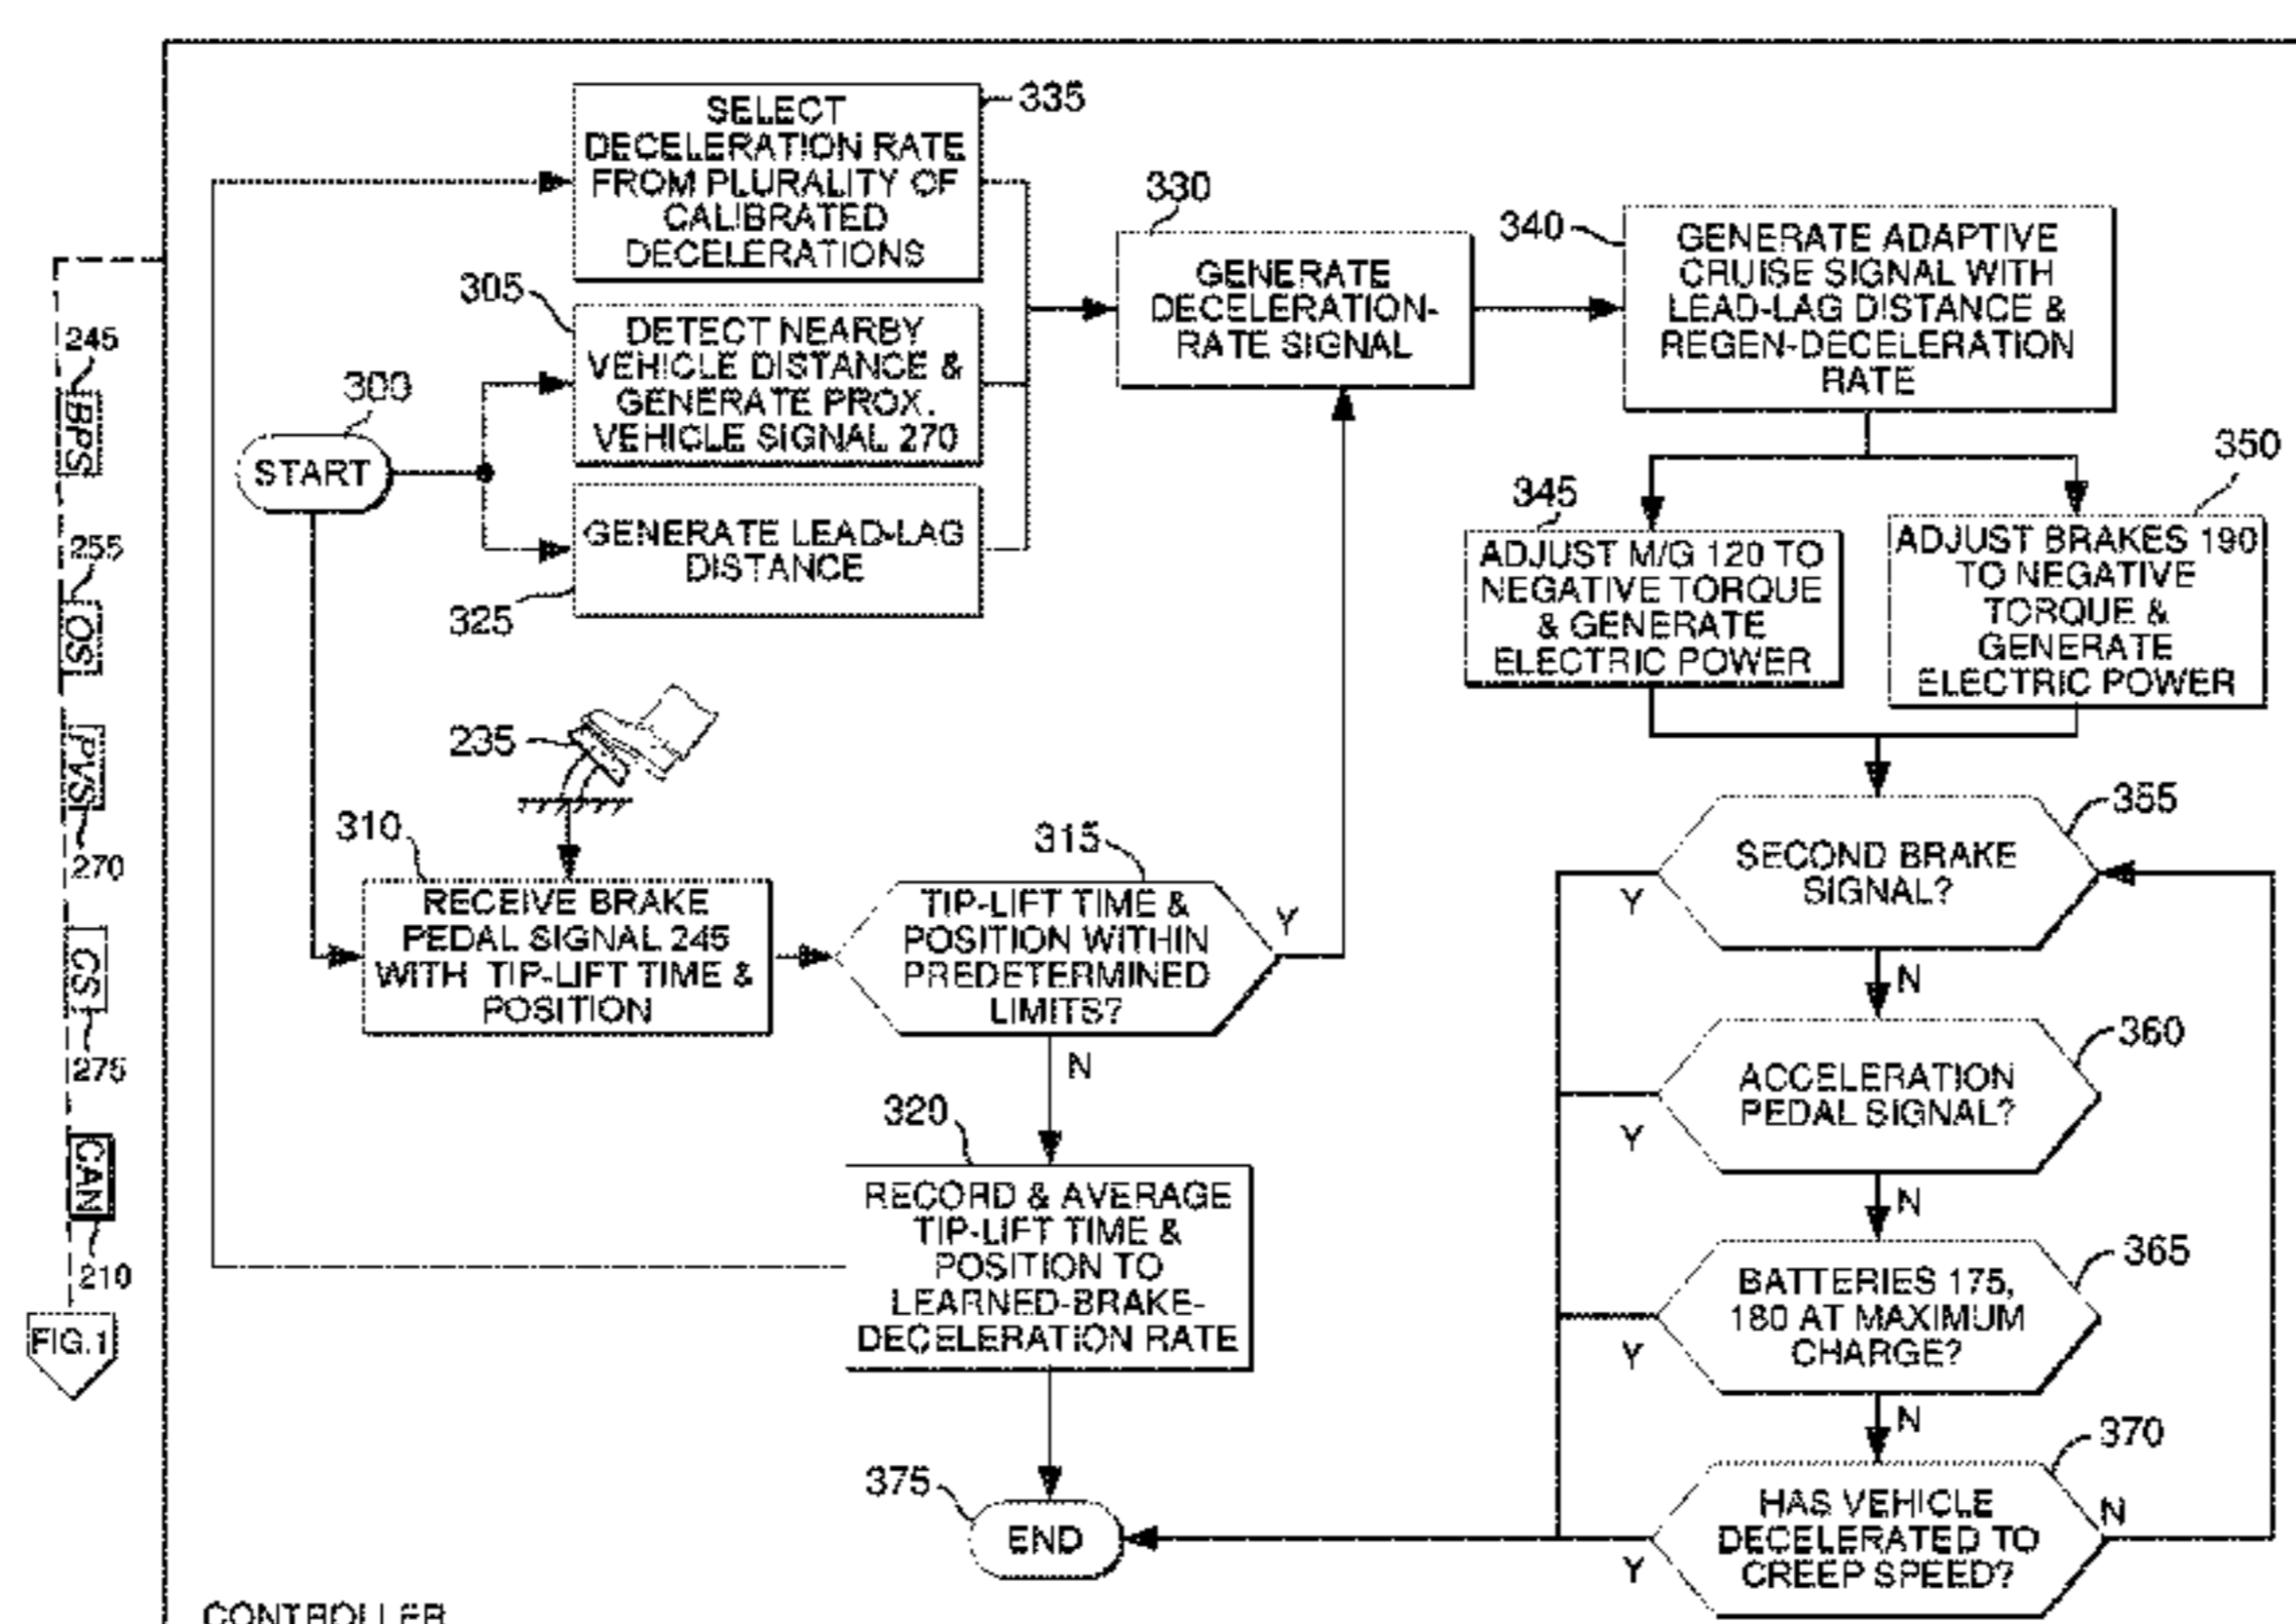 245
BPS
255
OS
PVS
270
CS
275
CAN
210
FIG.1
300
START
335
SELECT
DECELERATION RATE
FROM PLURALITY OF
CALIBRATED
DECELERATIONS
305
DETECT NEARBY
VEHICLE DISTANCE &
GENERATE PROX.
VEHICLE SIGNAL 270
GENERATE LEAD-LAG
DISTANCE
325
330
GENERATE
DECELERATION-
RATE SIGNAL
340
GENERATE ADAPTIVE
CRUISE SIGNAL WITH
LEAD-LAG DISTANCE &
REGEN-DECELERATION
RATE
345
ADJUST M/G 120 TO
NEGATIVE TORQUE
& GENERATE
ELECTRIC POWER
350
ADJUST BRAKES 190
TO NEGATIVE
TORQUE &
GENERATE
ELECTRIC POWER
235
310
RECEIVE BRAKE
PEDAL SIGNAL 245
WITH TIP-LIFT TIME &
POSITION
315
TIP-LIFT TIME &
POSITION WITHIN
PREDETERMINED
LIMITS?
Y
N
320
RECORD & AVERAGE
TIP-LIFT TIME &
POSITION TO
LEARNED-BRAKE-
DECELERATION RATE
375
END
355
SECOND BRAKE
SIGNAL?
Y
N
360
ACCELERATION
PEDAL SIGNAL?
Y
N
365
BATTERIES 175,
180 AT MAXIMUM
CHARGE?
Y
N
370
HAS VEHICLE
DECELERATED TO
CREEP SPEED?
N
Y
CONTROLLER